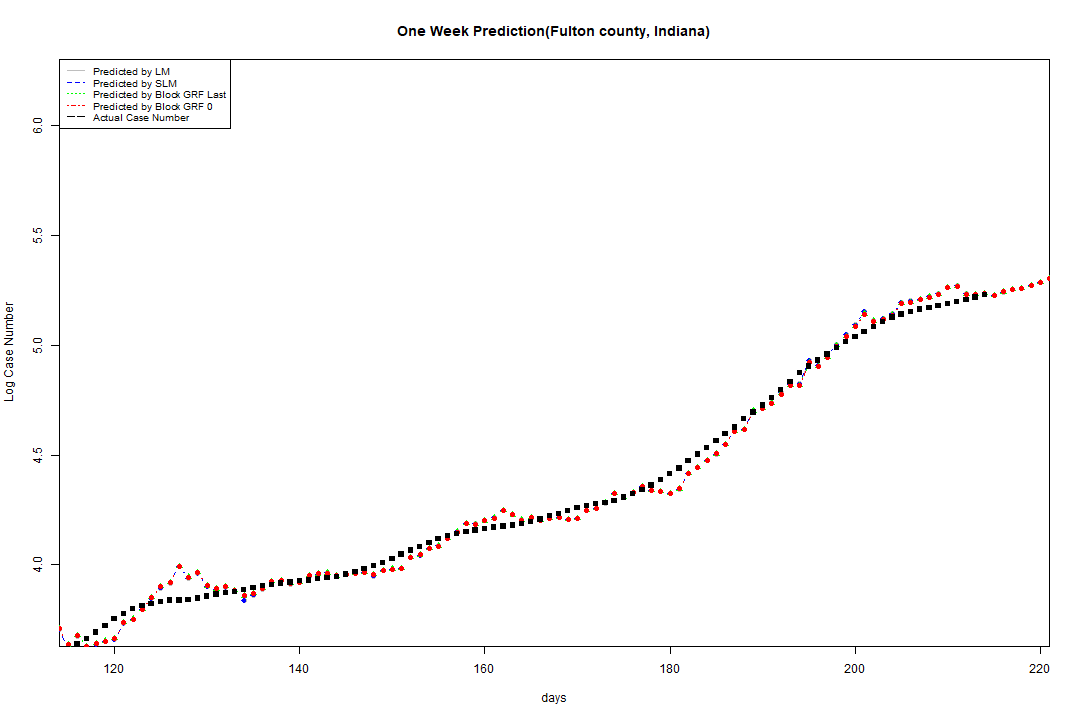 One Week Prediction(Fulton county, Indiana)
Predicted by LM
Predicted by SLM
Predicted by Block GRF Last
Predicted by Block GRF 0
Actual Case Number
6.0
5.5
5.0
4.5
4.0
Log Case Number
120 140 160 180 200 220
days